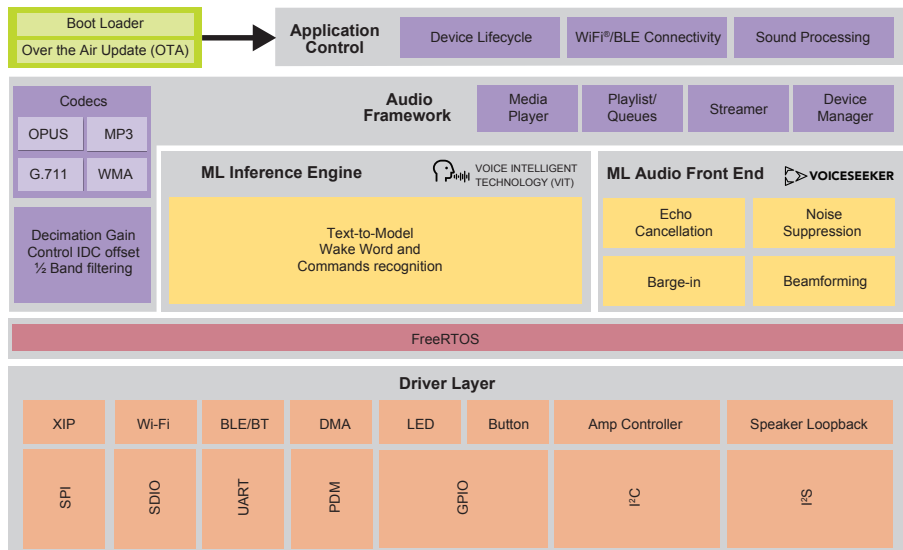 Boot Loader
Over the Air Update (OTA)
Application
Control
Device Lifecycle
WiFi®/BLE Connectivity
Sound Processing
Codecs
OPUS
MP3
G.711
WMA
Audio
Framework
Media
Player
Playlist/
Queues
Streamer
Device
Manager
Decimation Gain
Control IDC offset
½ Band filtering
ML Inference Engine
VOICE INTELLIGENT
TECHNOLOGY (VIT)
Text-to-Model
Wake Word and
Commands recognition
ML Audio Front End
VOICESEEKER
Echo
Cancellation
Noise
Suppression
Barge-in
Beamforming
FreeRTOS
Driver Layer
XIP
Wi-Fi
BLE/BT
DMA
LED
Button
Amp Controller
Speaker Loopback
SPI
SDIO
UART
PDM
GPIO
I²C
I²S